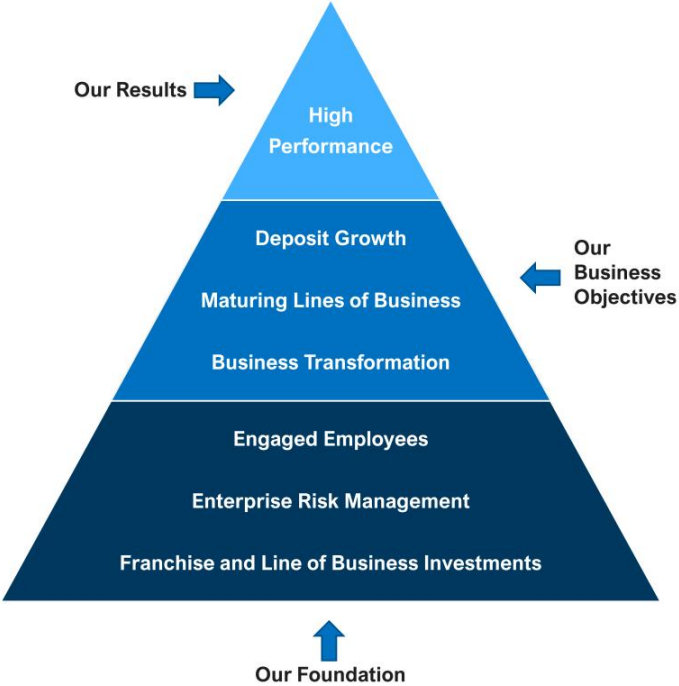 Our Results
High
Performance
Deposit Growth
Maturing Lines of Business
Business Transformation
Our
Business
Objectives
Engaged Employees
Enterprise Risk Management
Franchise and Line of Business Investments
Our Foundation